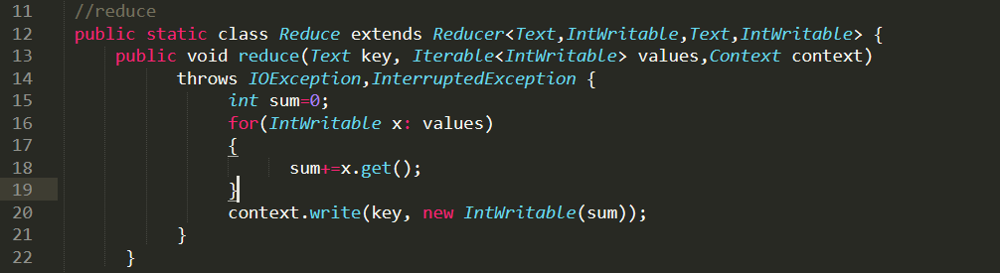 11 //reduce
12 public static class Reduce extends Reducer<Text,IntWritable,Text,IntWritable> {
13 public void reduce(Text key, Iterable<IntWritable> values,Context context)
14 throws IOException,InterruptedException {
15 int sum=0;
16 for(IntWritable x: values)
17 {
18 sum+=x.get();
19 }
20 context.write(key, new IntWritable(sum));
21 }
22 }